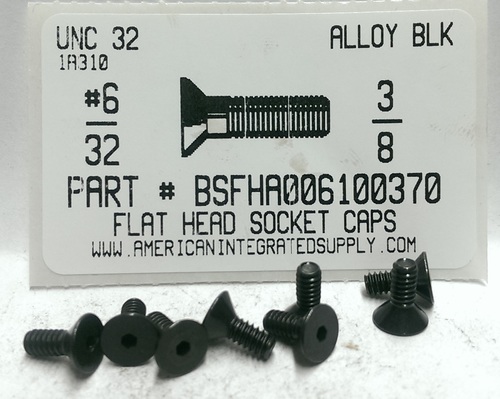 UNC 32 ALLOY BLK
1A310
#6 3
32 8
PART # BSFHA006100370
FLAT HEAD SOCKET CAPS
WWW.AMERICANINTEGRATEDSUPPLY.COM